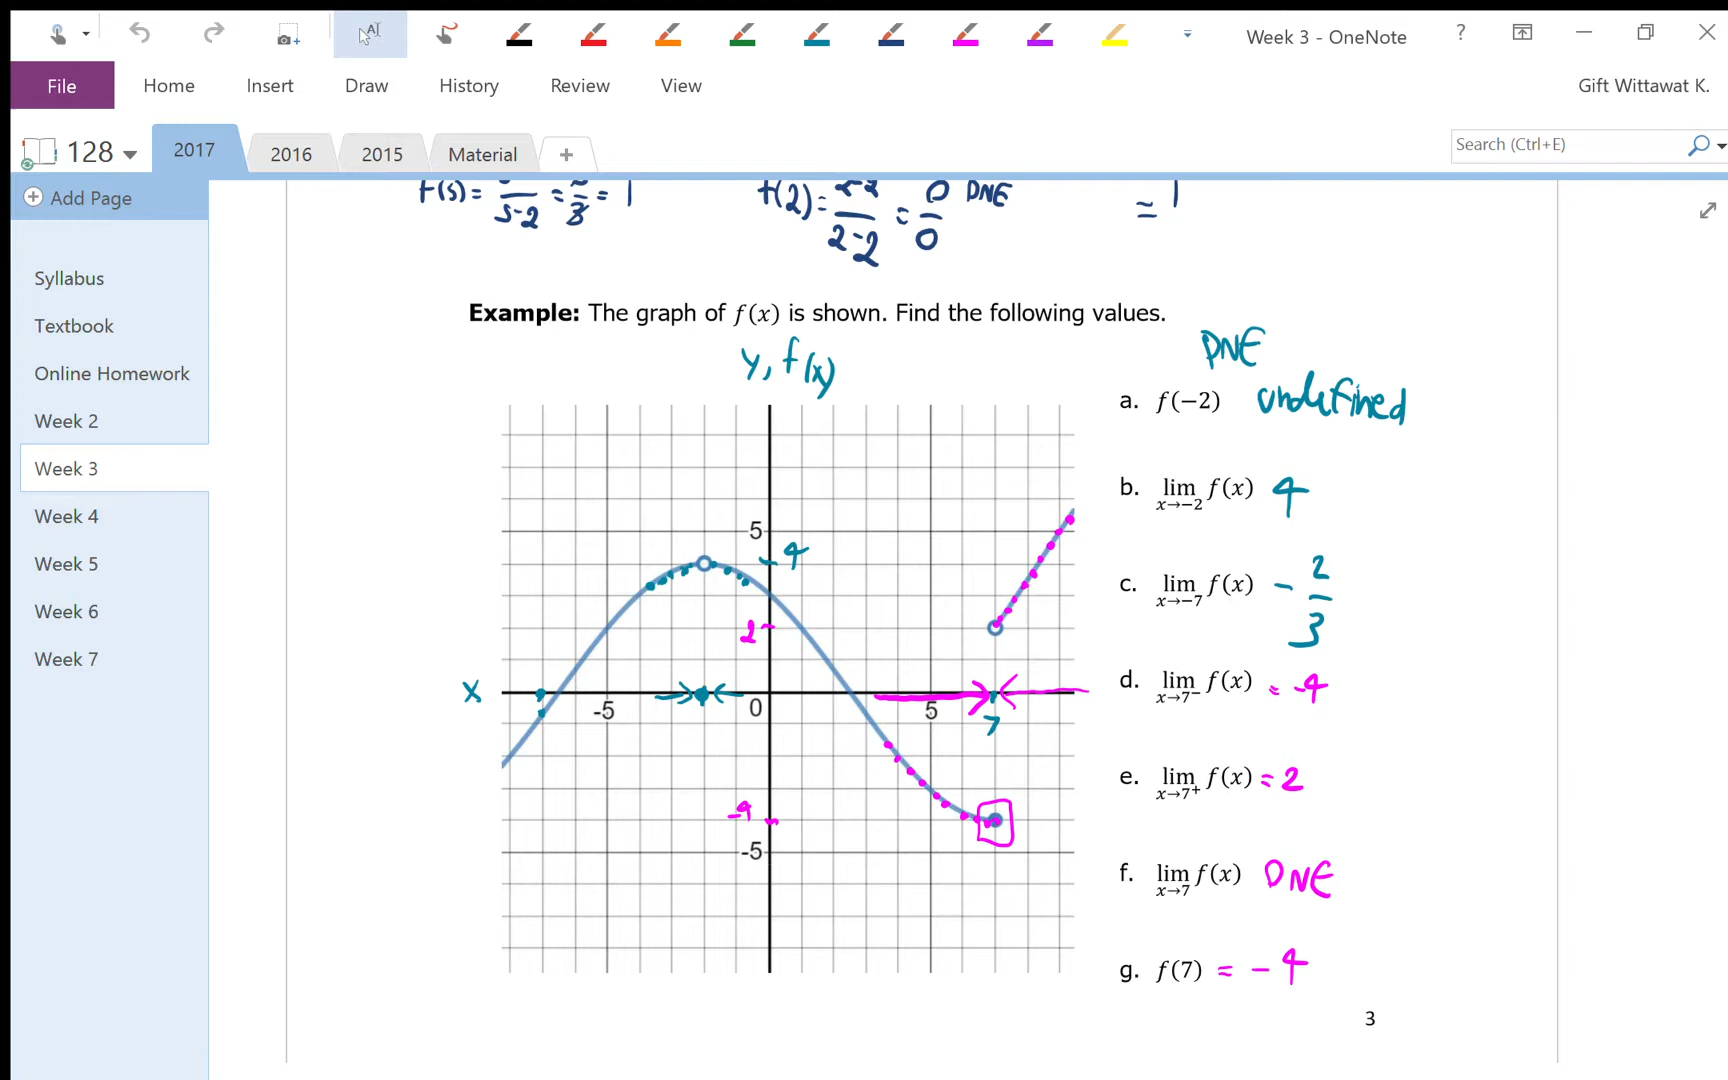 Week 3 - OneNote
?
File Home Insert Draw History Review View
Gift Wittawat K.
128 2017 2016 2015 Material +
Search (Ctrl+E)
Add Page
Syllabus
Textbook
Online Homework
Week 2
Week 3
Week 4
Week 5
Week 6
Week 7
5-2
= 1
f(2) = 2-2 = 0 DNE
2-2 0
= 1
Example: The graph of f(x) is shown. Find the following values.
y, f(x)
DNE
a. f(−2) undefined
b. lim f(x) 4
x→−2
c. lim f(x) - 2
x→−7 3
d. lim f(x) = -4
x→7⁻
e. lim f(x) = 2
x→7⁺
f. lim f(x) DNE
x→7
g. f(7) = - 4
5
4
2
x
-5
0
5
7
-4
-5
3